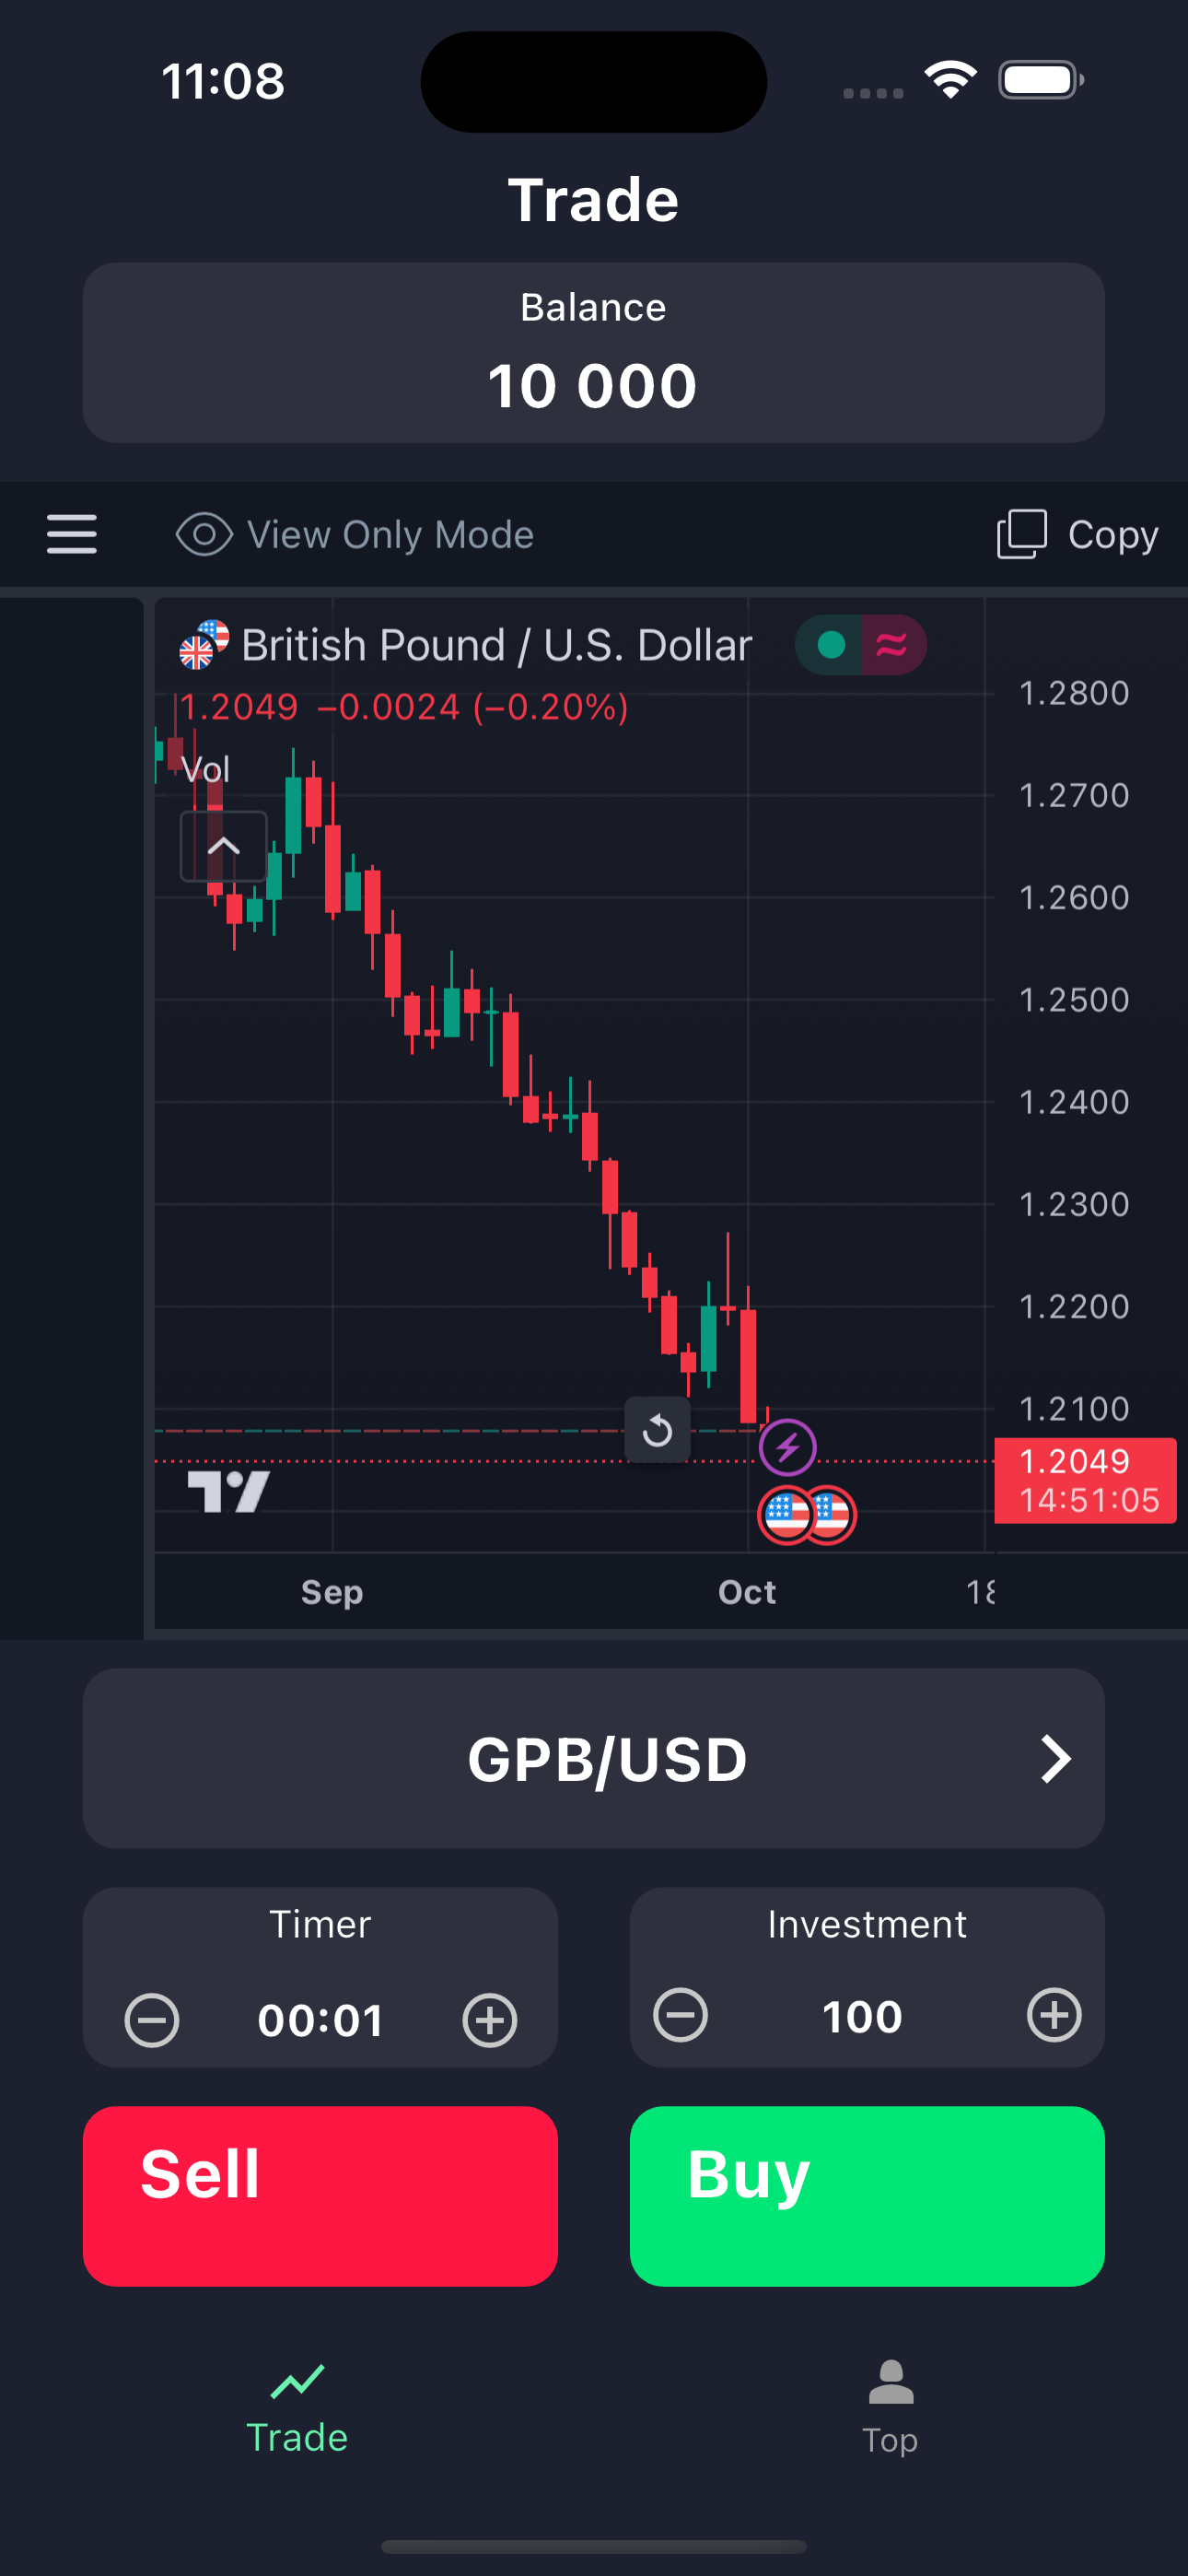 11:08
Trade
Balance
10 000
View Only Mode
Copy
British Pound / U.S. Dollar
1.2049 −0.0024 (−0.20%)
Vol
1.2800
1.2700
1.2600
1.2500
1.2400
1.2300
1.2200
1.2100
1.2049
14:51:05
Sep
Oct
18
GPB/USD
Timer
Investment
00:01
100
Sell
Buy
Trade
Top